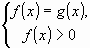 f(x) = g(x),
f(x) > 0